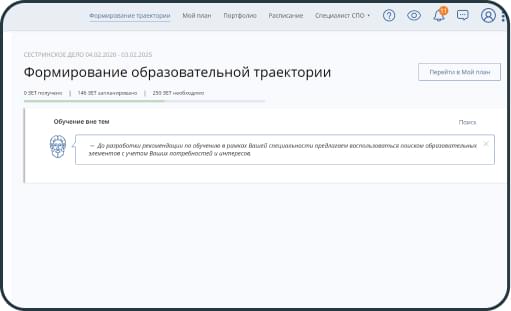 Формирование траектории Мой план Портфолио Расписание Специалист СПО
11
СЕСТРИНСКОЕ ДЕЛО 04.02.2020 - 03.02.2025
Формирование образовательной траектории
Перейти в Мой план
0 ЗЕТ получено | 146 ЗЕТ запланировано | 250 ЗЕТ необходимо
Обучение вне тем
Поиск
— До разработки рекомендации по обучению в рамках Вашей специальности предлагаем воспользоваться поиском образовательных
элементов с учетом Ваших потребностей и интересов.